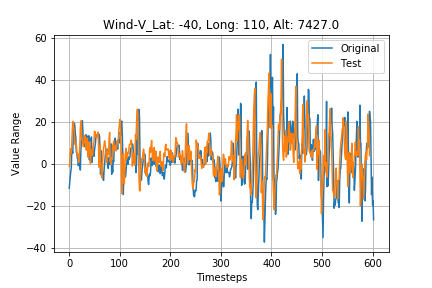 Wind-V_Lat: -40, Long: 110, Alt: 7427.0
Original
Test
Value Range
60
40
20
0
−20
−40
0 100 200 300 400 500 600
Timesteps